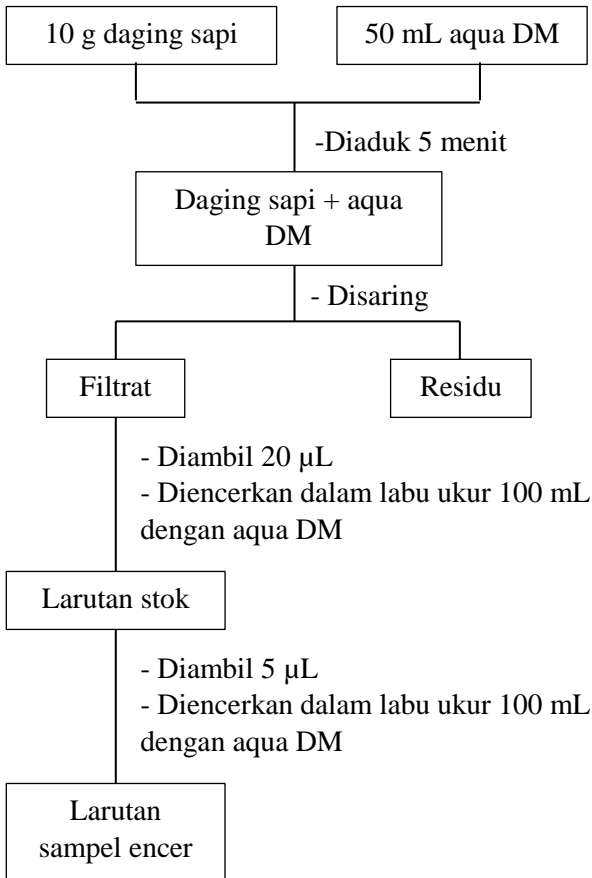 10 g daging sapi
50 mL aqua DM
-Diaduk 5 menit
Daging sapi + aqua
DM
- Disaring
Filtrat
Residu
- Diambil 20 µL
- Diencerkan dalam labu ukur 100 mL
dengan aqua DM
Larutan stok
- Diambil 5 µL
- Diencerkan dalam labu ukur 100 mL
dengan aqua DM
Larutan
sampel encer